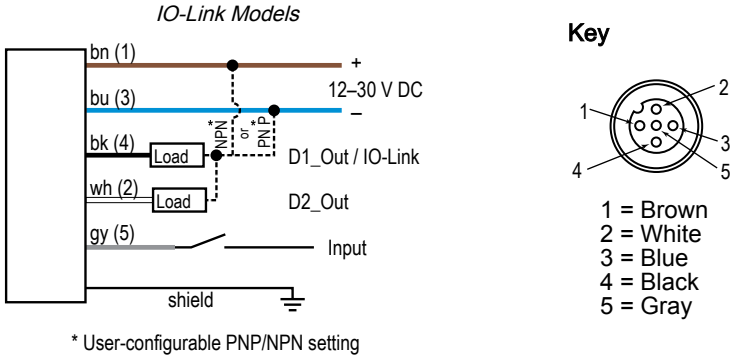 IO-Link Models
bn (1)
+
12–30 V DC
bu (3)
–
* NPN
or
* PNP
bk (4)
Load
D1_Out / IO-Link
wh (2)
Load
D2_Out
gy (5)
Input
shield
* User-configurable PNP/NPN setting
Key
2
1
3
4
5
1 = Brown
2 = White
3 = Blue
4 = Black
5 = Gray